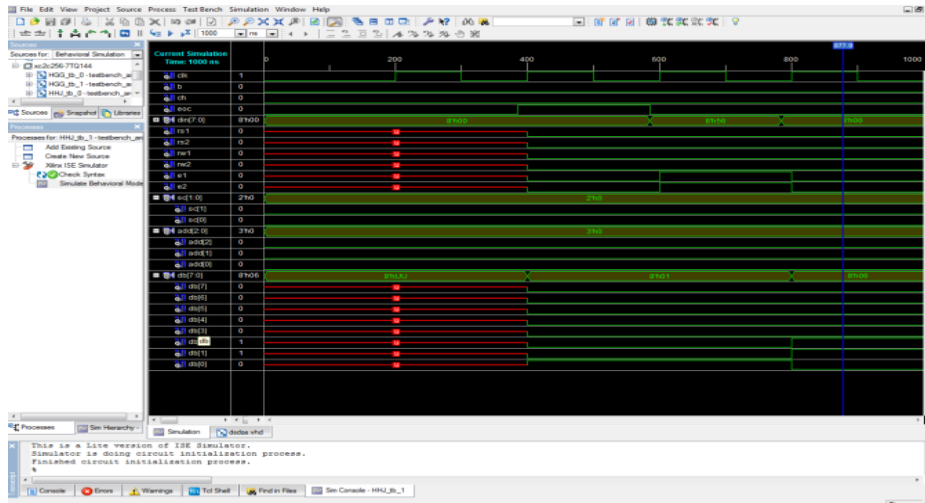 File Edit View Project Source Process Test Bench Simulation Window Help
1000 ns
Sources
Sources for: Behavioral Simulation
xc2c256-7TQ144
HGG_tb_0 - testbench_a
HGG_tb_1 - testbench_a
HHJ_tb_0 - testbench_a
Sources Snapshot Libraries
Processes
Processes for: HHJ_tb_1 - testbench_ar
Add Existing Source
Create New Source
Xilinx ISE Simulator
Check Syntax
Simulate Behavioral Mode
Processes Sim Hierarchy -
Current Simulation
Time: 1000 ns
877.9
0 200 400 600 800 1000
clk 1
b 0
ch 0
eoc 0
din[7:0] 8'h00 8'h00 8'h00
rs1 0 U
rs2 0 U
rw1 0 U
rw2 0 U
e1 0 U
e2 0 U
sc[1:0] 2'h0 2'h0
sc[1] 0
sc[0] 0
add[2:0] 3'h0 3'h0
add[2] 0
add[1] 0
add[0] 0
db[7:0] 8'h06 8'hUU 8'h01 8'h06
db[7] 0 U
db[6] 0 U
db[5] 0 U
db[4] 0 U
db[3] 0 U
db db 1 U
db[1] 1 U
db[0] 0 U
Simulation dsdsa.vhd
This is a Lite version of ISE Simulator.
Simulator is doing circuit initialization process.
Finished circuit initialization process.
%
Console Errors Warnings Tcl Shell Find in Files Sim Console - HHJ_tb_1